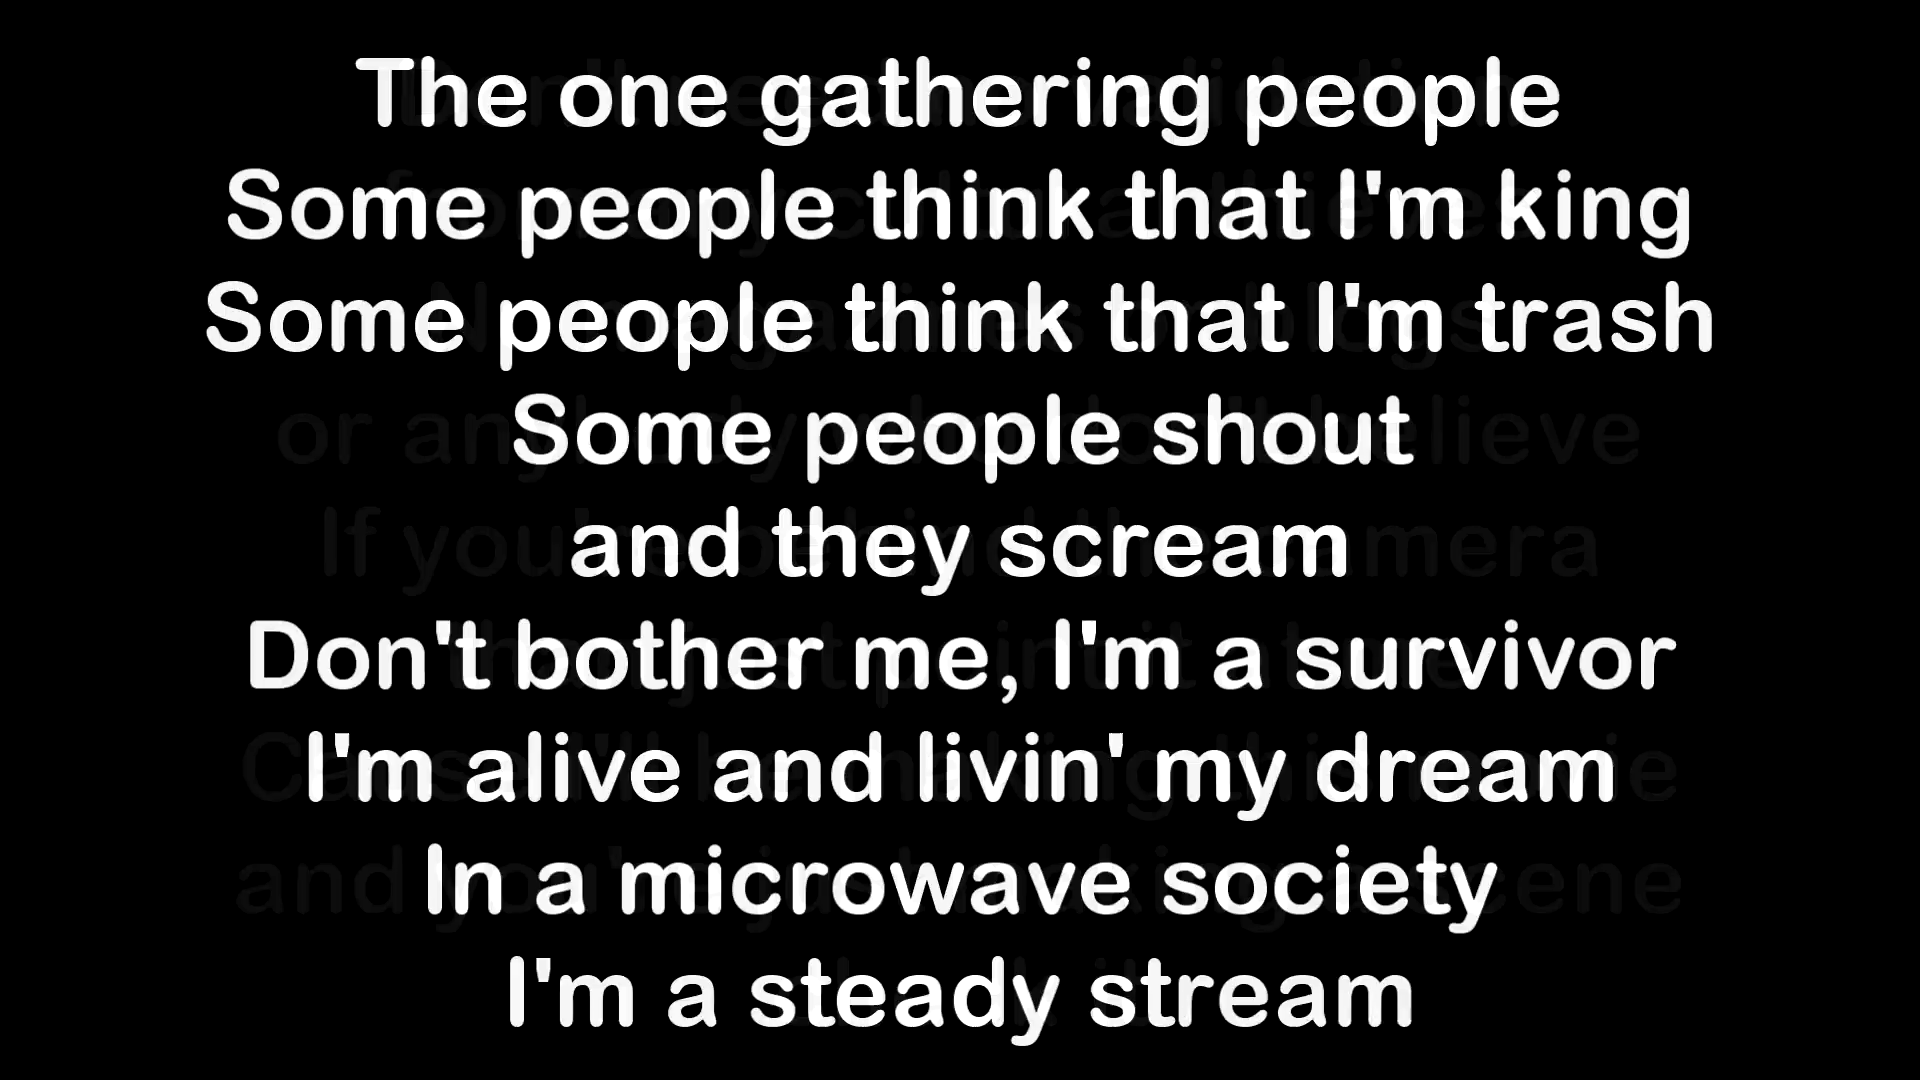 The one gathering people
Some people think that I'm king
Some people think that I'm trash
Some people shout
and they scream
Don't bother me, I'm a survivor
I'm alive and livin' my dream
In a microwave society
I'm a steady stream